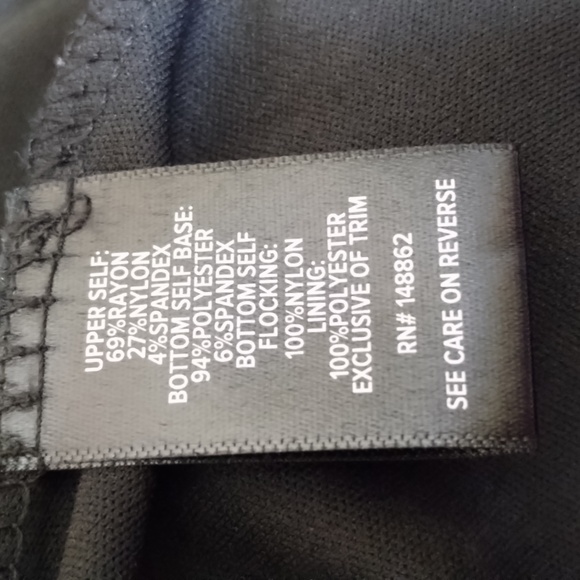 UPPER SELF:
69%RAYON
27%NYLON
4%SPANDEX
BOTTOM SELF BASE:
94%POLYESTER
6%SPANDEX
BOTTOM SELF
FLOCKING:
100%NYLON
LINING:
100%POLYESTER
EXCLUSIVE OF TRIM
RN# 148862
SEE CARE ON REVERSE